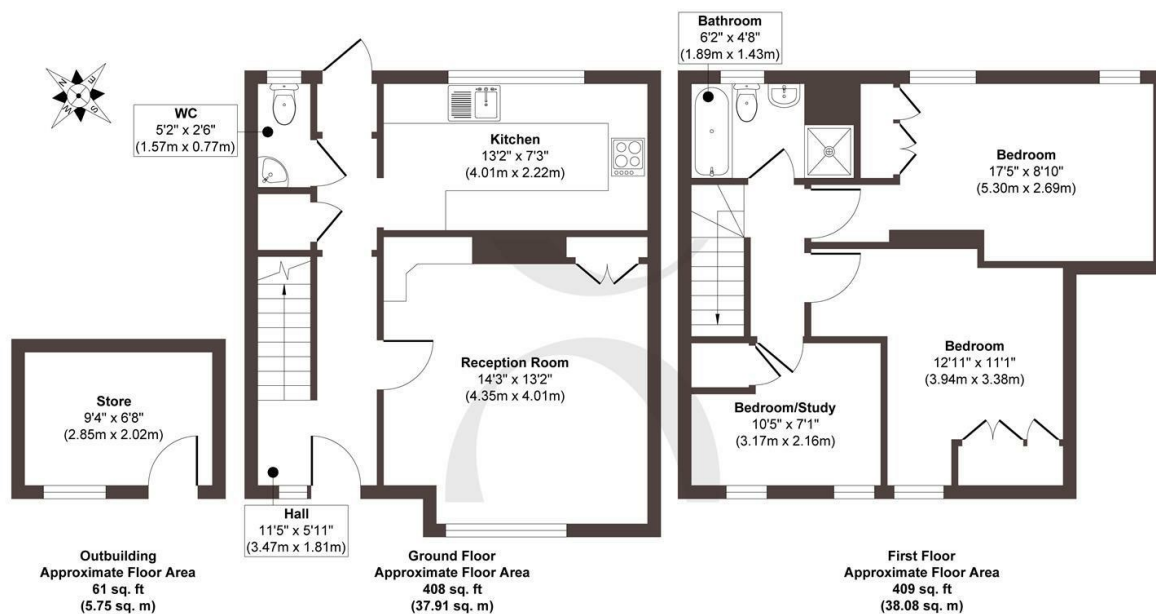 Bathroom
6'2" x 4'8"
(1.89m x 1.43m)
N
E
W
S
WC
5'2" x 2'6"
(1.57m x 0.77m)
Kitchen
13'2" x 7'3"
(4.01m x 2.22m)
Bedroom
17'5" x 8'10"
(5.30m x 2.69m)
Reception Room
14'3" x 13'2"
(4.35m x 4.01m)
Bedroom
12'11" x 11'1"
(3.94m x 3.38m)
Store
9'4" x 6'8"
(2.85m x 2.02m)
Bedroom/Study
10'5" x 7'1"
(3.17m x 2.16m)
Hall
11'5" x 5'11"
(3.47m x 1.81m)
Outbuilding
Approximate Floor Area
61 sq. ft
(5.75 sq. m)
Ground Floor
Approximate Floor Area
408 sq. ft
(37.91 sq. m)
First Floor
Approximate Floor Area
409 sq. ft
(38.08 sq. m)